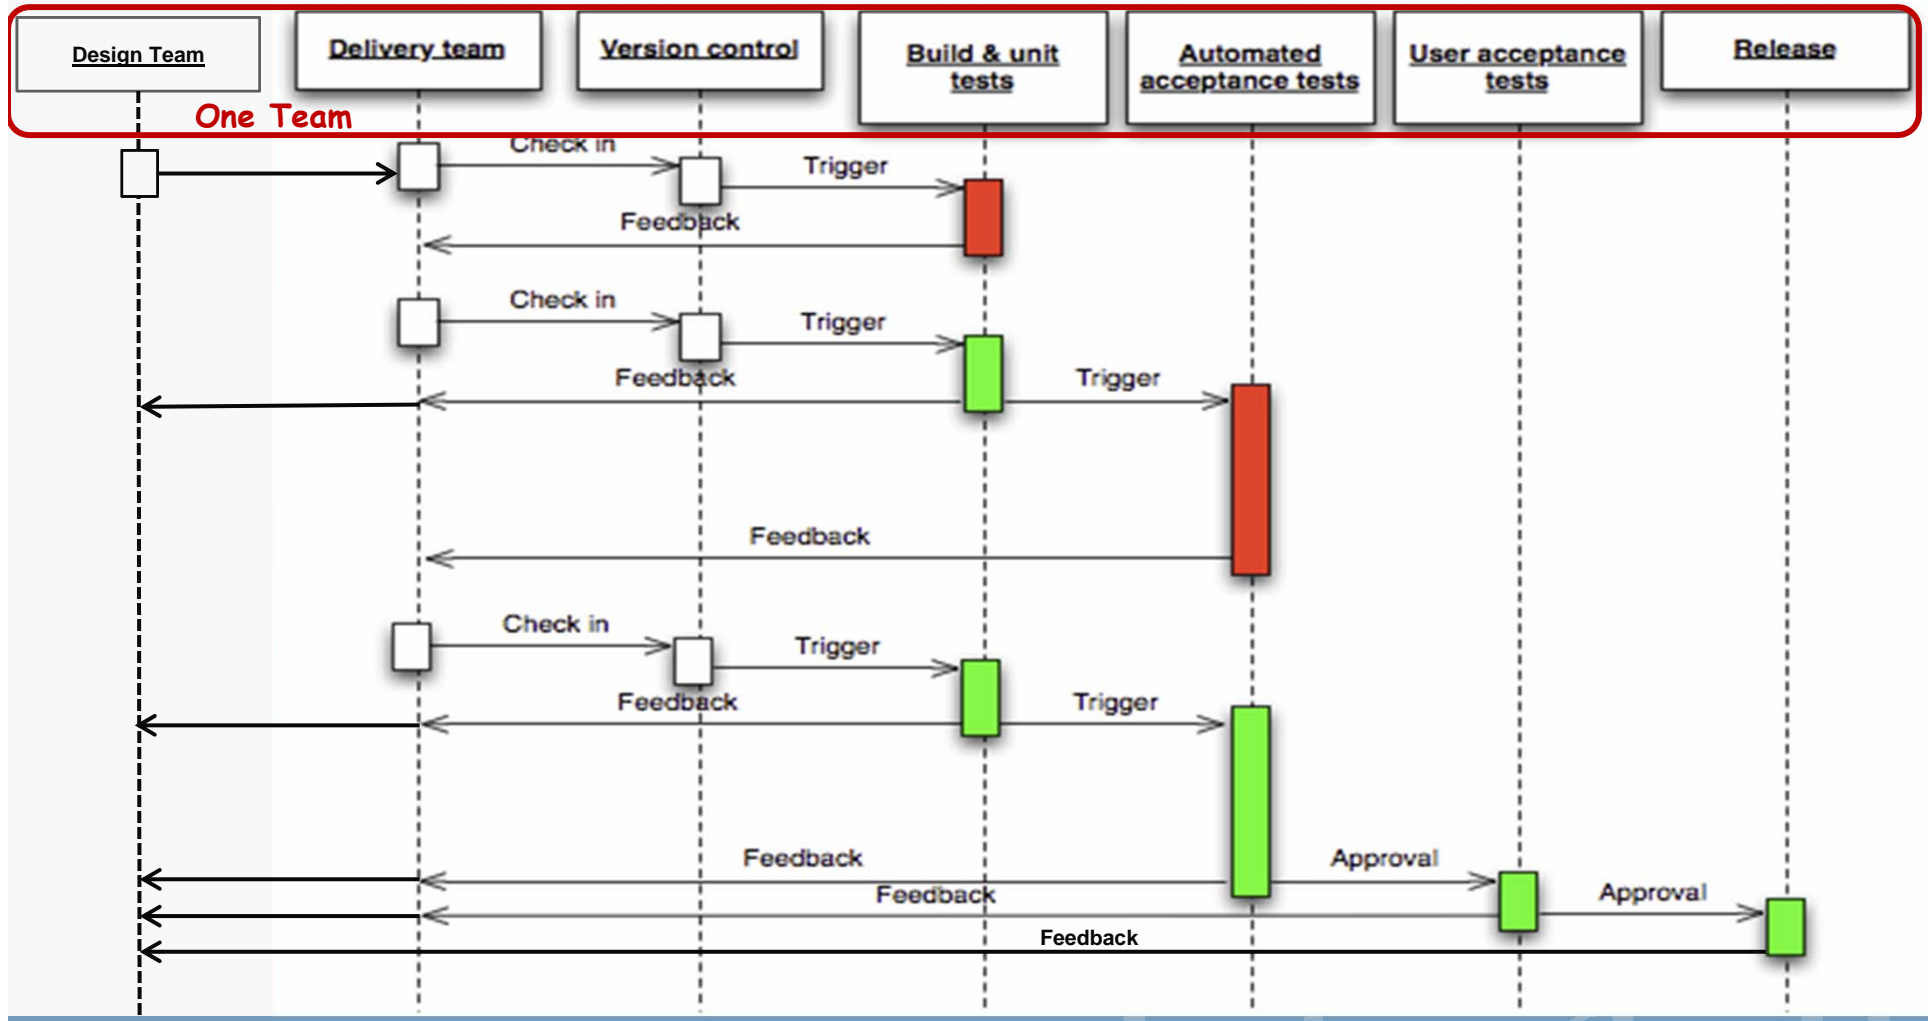 Design Team
Delivery team
Version control
Build & unit
tests
Automated
acceptance tests
User acceptance
tests
Release
One Team
Check in
Trigger
Feedback
Check in
Trigger
Feedback
Trigger
Feedback
Check in
Trigger
Feedback
Trigger
Feedback
Approval
Feedback
Approval
Feedback